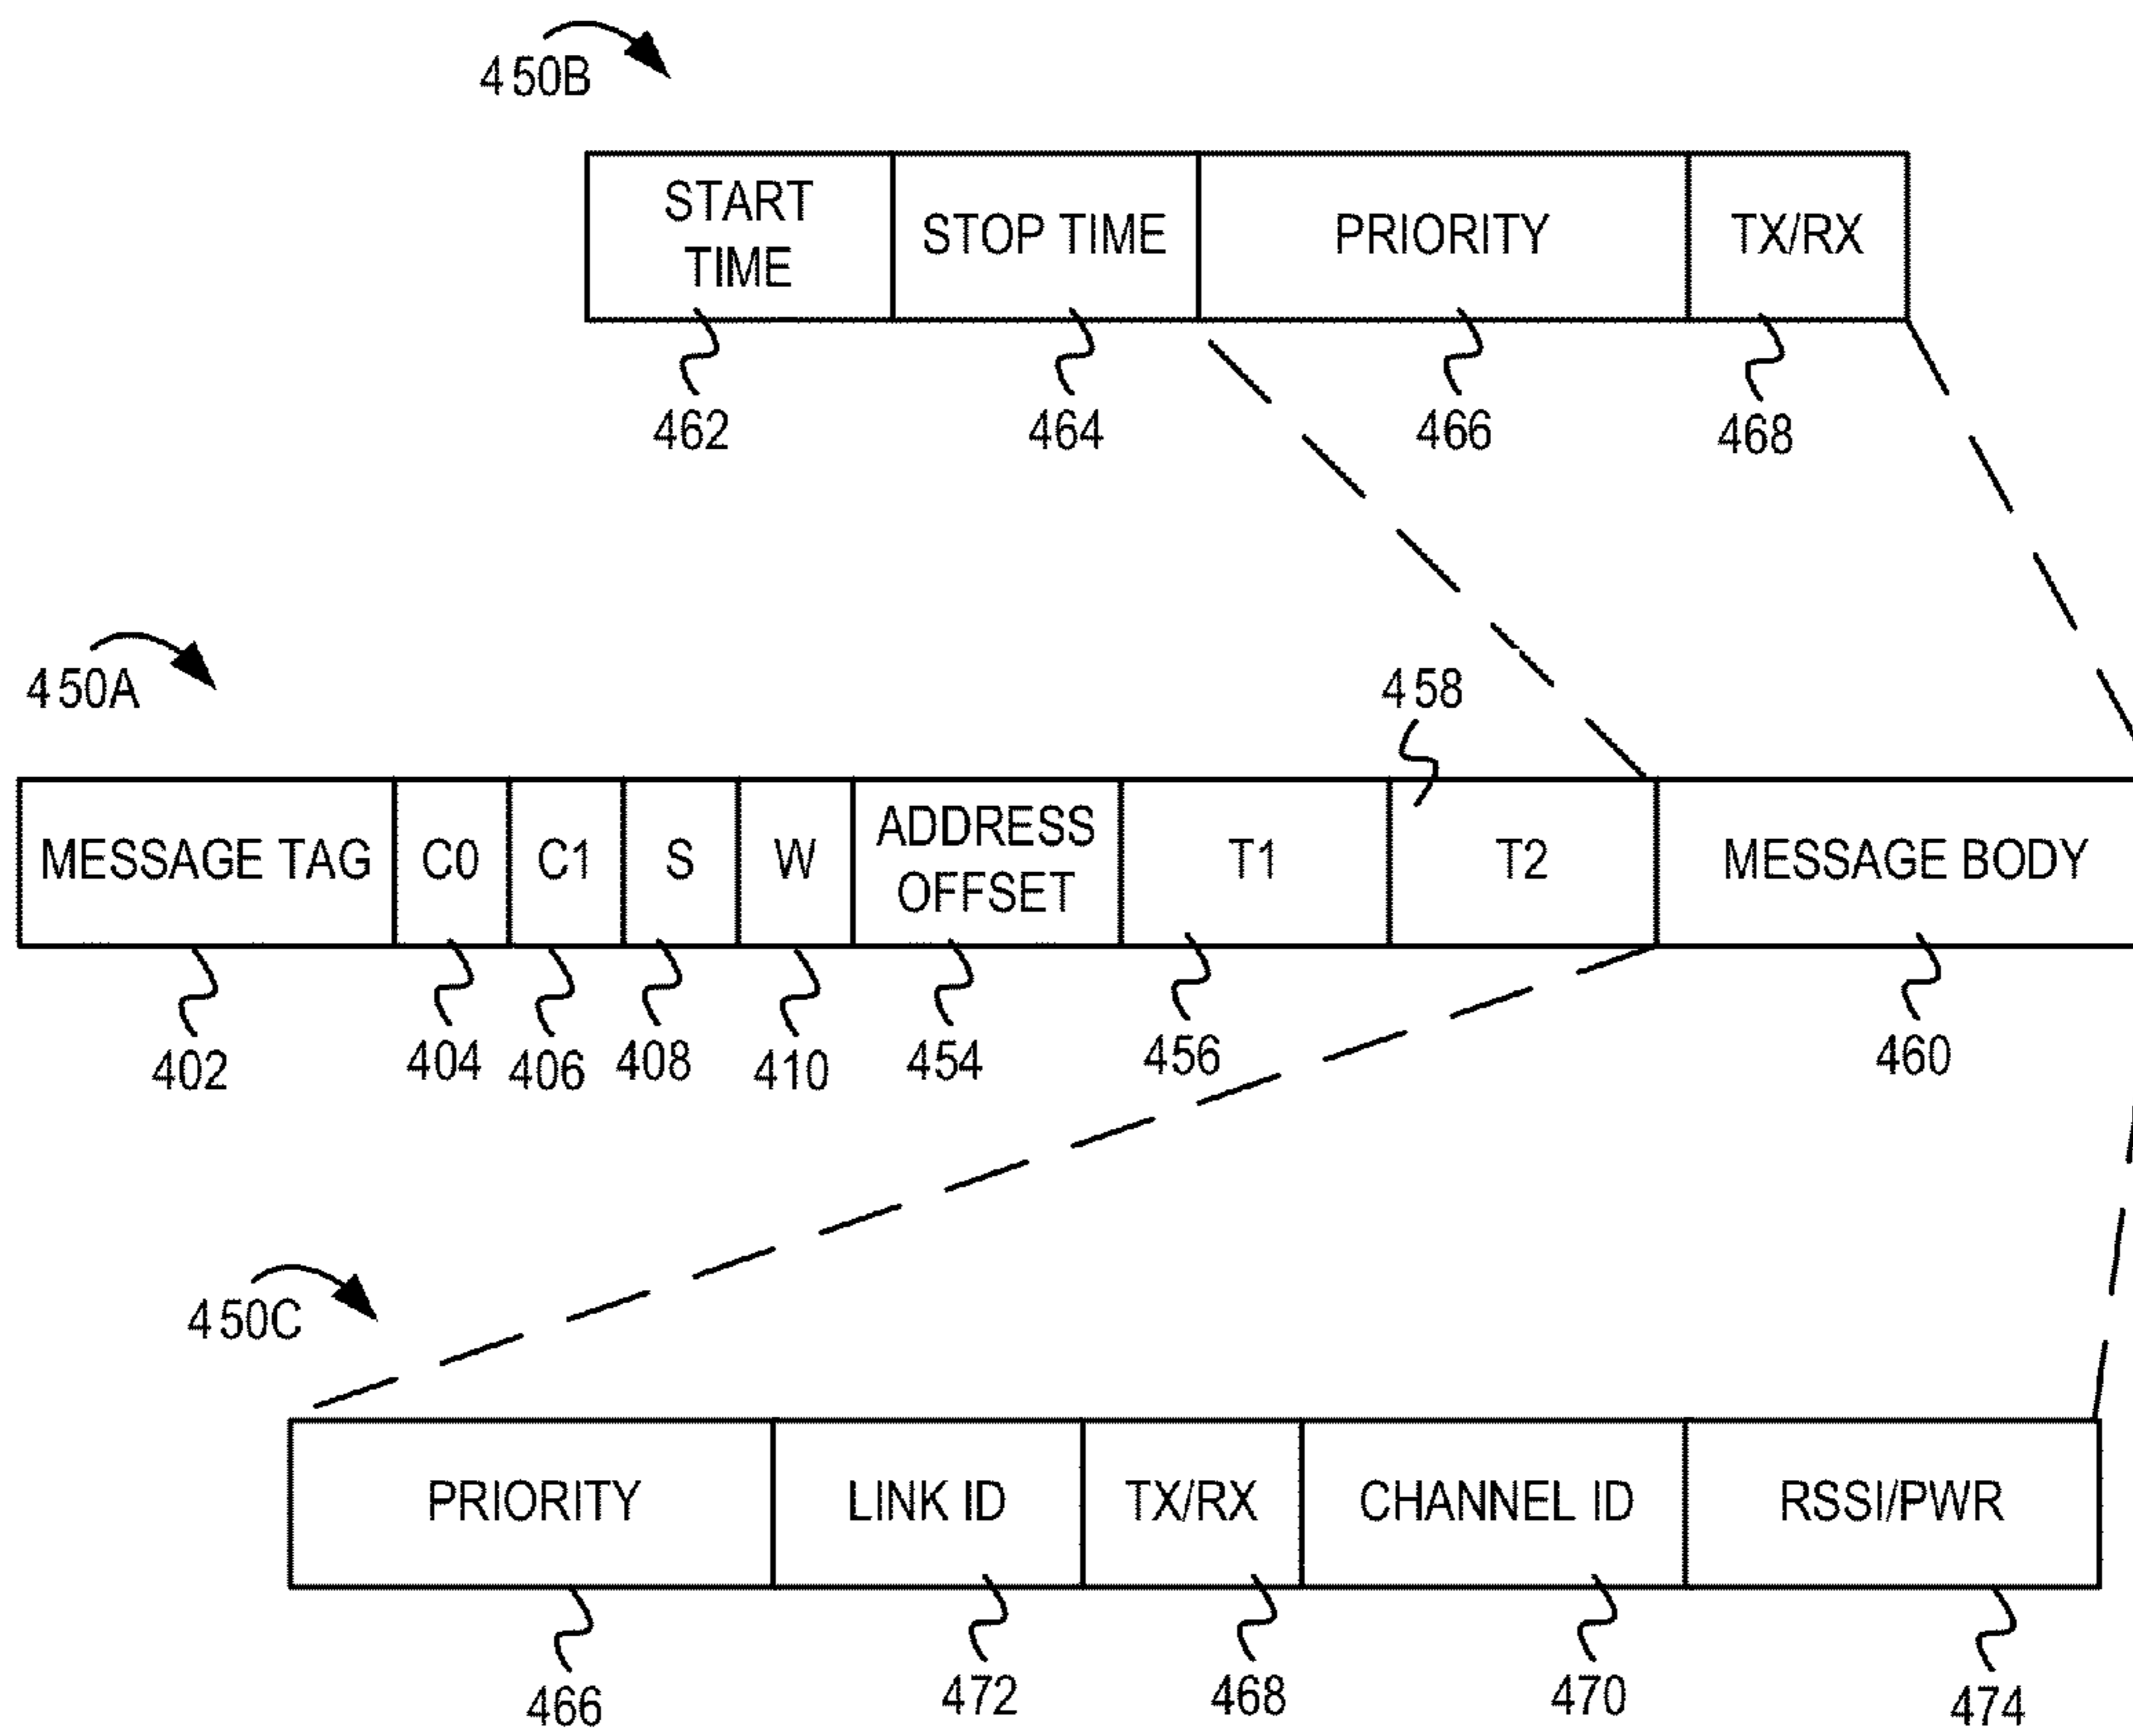 450B
START
TIME
STOP TIME
PRIORITY
TX/RX
462
464
466
468
450A
458
MESSAGE TAG
C0
C1
S
W
ADDRESS
OFFSET
T1
T2
MESSAGE BODY
402
404
406
408
410
454
456
460
450C
PRIORITY
LINK ID
TX/RX
CHANNEL ID
RSSI/PWR
466
472
468
470
474